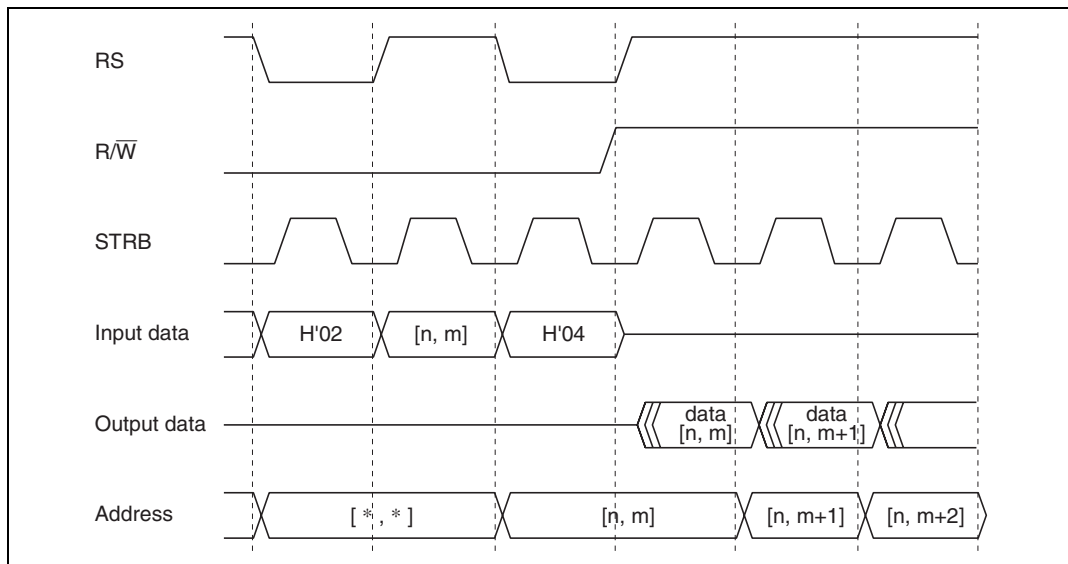 RS
R/W̅
STRB
Input data
H'02
[n, m]
H'04
Output data
data
[n, m]
data
[n, m+1]
Address
[ * , * ]
[n, m]
[n, m+1]
[n, m+2]